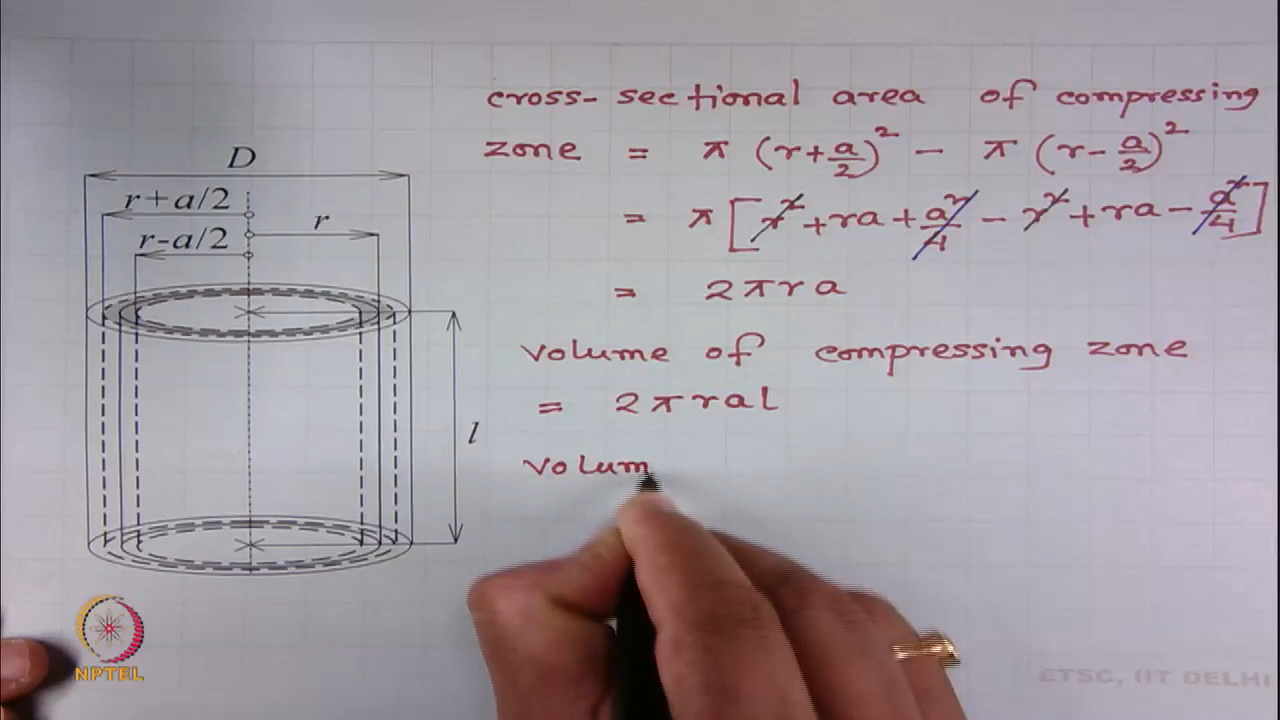 cross-sectional area of compressing
zone = π (r+a/2)² − π (r−a/2)²
= π [r² + ra + a²/4 − r² + ra − a²/4]
= 2πra
volume of compressing zone
= 2πral
volum
D
r+a/2
r
r-a/2
l
NPTEL
ETSC, IIT DELHI